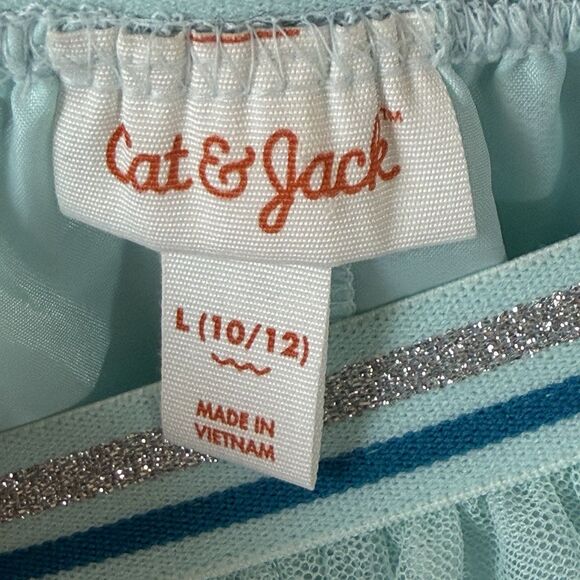 Cat & Jack™
L (10/12)
MADE IN
VIETNAM